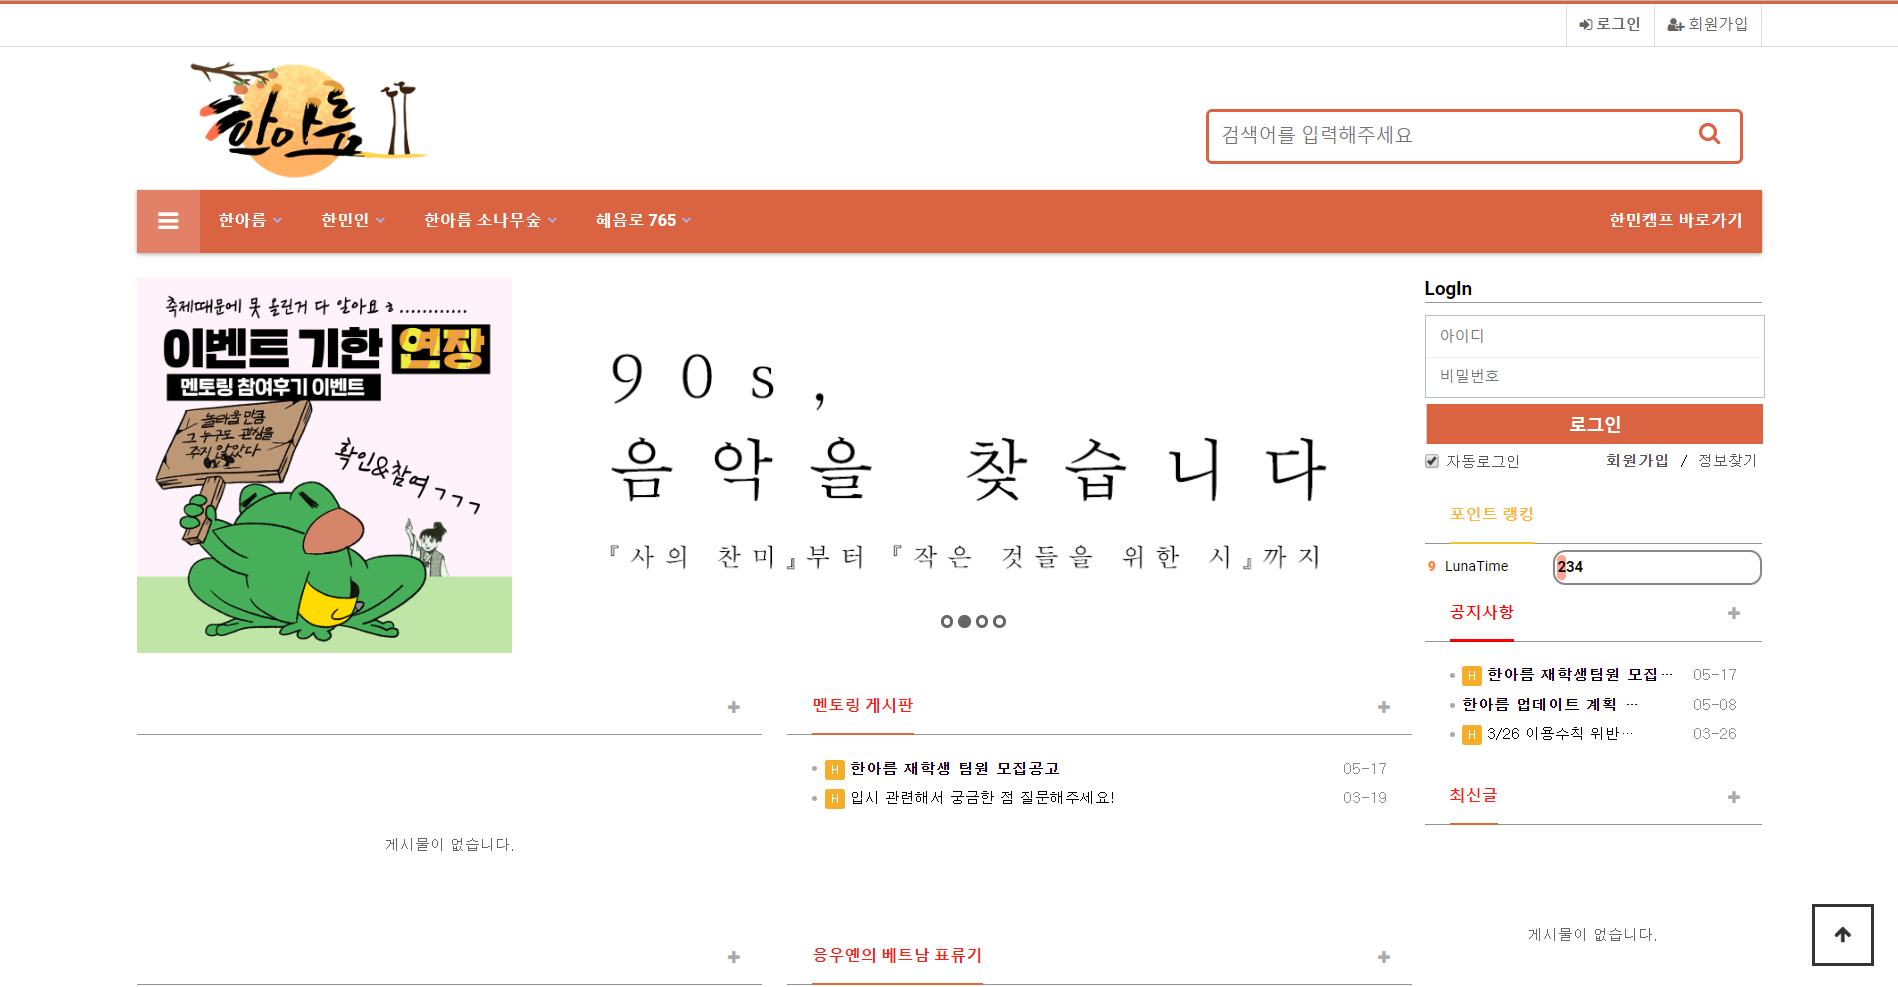 로그인
회원가입
한아름
검색어를 입력해주세요
한아름
한민인
한아름 소나무숲
혜음로 765
한민캠프 바로가기
축제때문에 못 올린거 다 알아요ㅎ............
이벤트 기한 연장
멘토링 참여후기 이벤트
놀라울 만큼
그 누구도 관심을
주지 않았다
확인&참여 ㄱㄱㄱ
90s,
음악을 찾습니다
『사의 찬미』부터 『작은 것들을 위한 시』까지
LogIn
아이디
비밀번호
로그인
자동로그인
회원가입 / 정보찾기
포인트 랭킹
9 LunaTime 234
공지사항
H 한아름 재학생팀원 모집… 05-17
한아름 업데이트 계획 … 05-08
H 3/26 이용수칙 위반… 03-26
최신글
게시물이 없습니다.
멘토링 게시판
H 한아름 재학생 팀원 모집공고 05-17
H 입시 관련해서 궁금한 점 질문해주세요! 03-19
게시물이 없습니다.
응우옌의 베트남 표류기